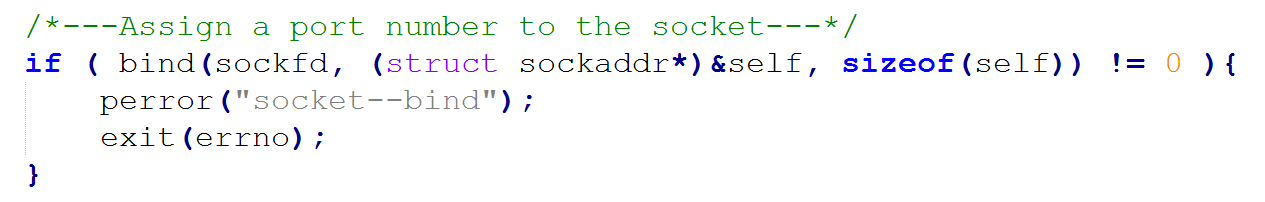 /*---Assign a port number to the socket---*/
if ( bind(sockfd, (struct sockaddr*)&self, sizeof(self)) != 0 ){
    perror("socket--bind");
    exit(errno);
}